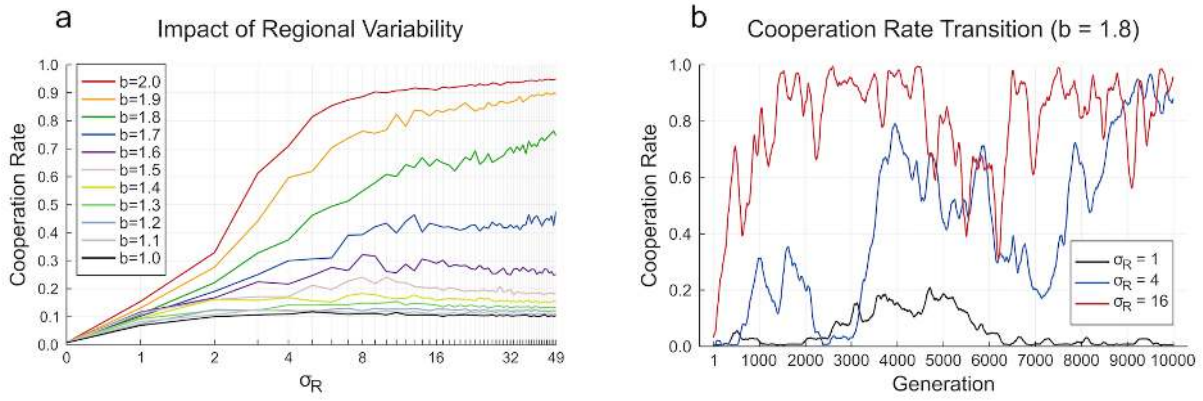 a
Impact of Regional Variability
1.0
0.9
0.8
0.7
0.6
0.5
0.4
0.3
0.2
0.1
0.0
Cooperation Rate
b=2.0
b=1.9
b=1.8
b=1.7
b=1.6
b=1.5
b=1.4
b=1.3
b=1.2
b=1.1
b=1.0
0 1 2 4 8 16 32 49
σR
b
Cooperation Rate Transition (b = 1.8)
1.0
0.8
0.6
0.4
0.2
0.0
Cooperation Rate
σR = 1
σR = 4
σR = 16
1 1000 2000 3000 4000 5000 6000 7000 8000 9000 10000
Generation